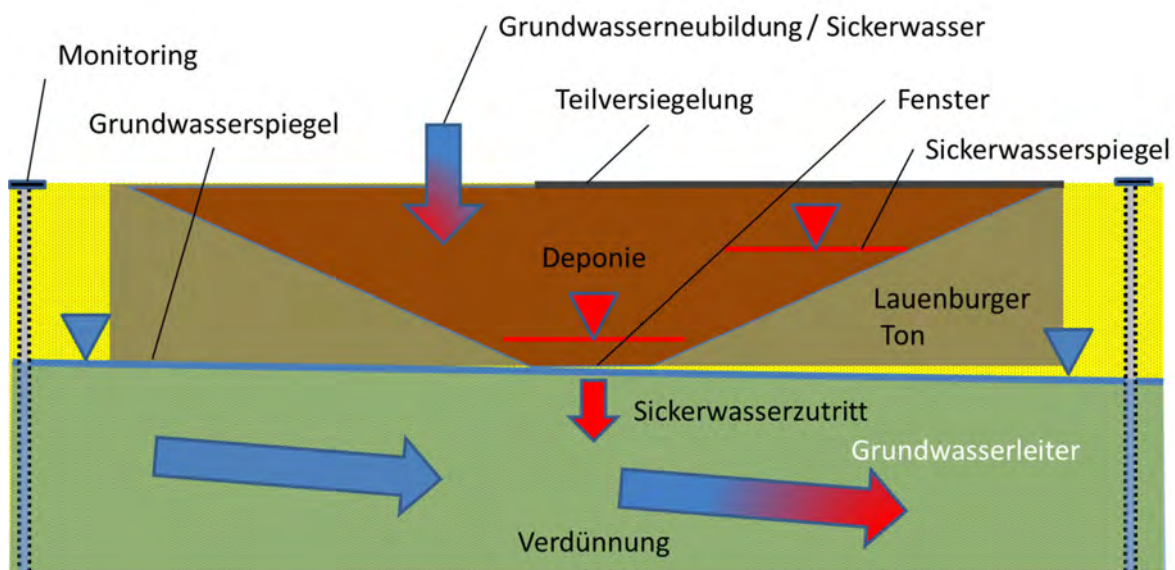 Grundwasserneubildung / Sickerwasser
Monitoring
Teilversiegelung
Fenster
Grundwasserspiegel
Sickerwasserspiegel
Deponie
Lauenburger
Ton
Sickerwasserzutritt
Grundwasserleiter
Verdünnung